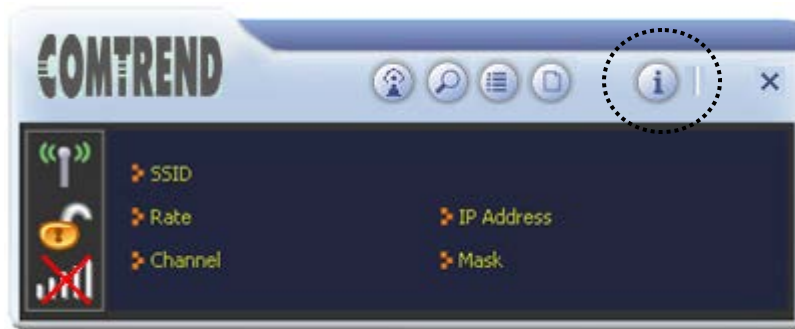 COMTREND
i
SSID
Rate
IP Address
Channel
Mask